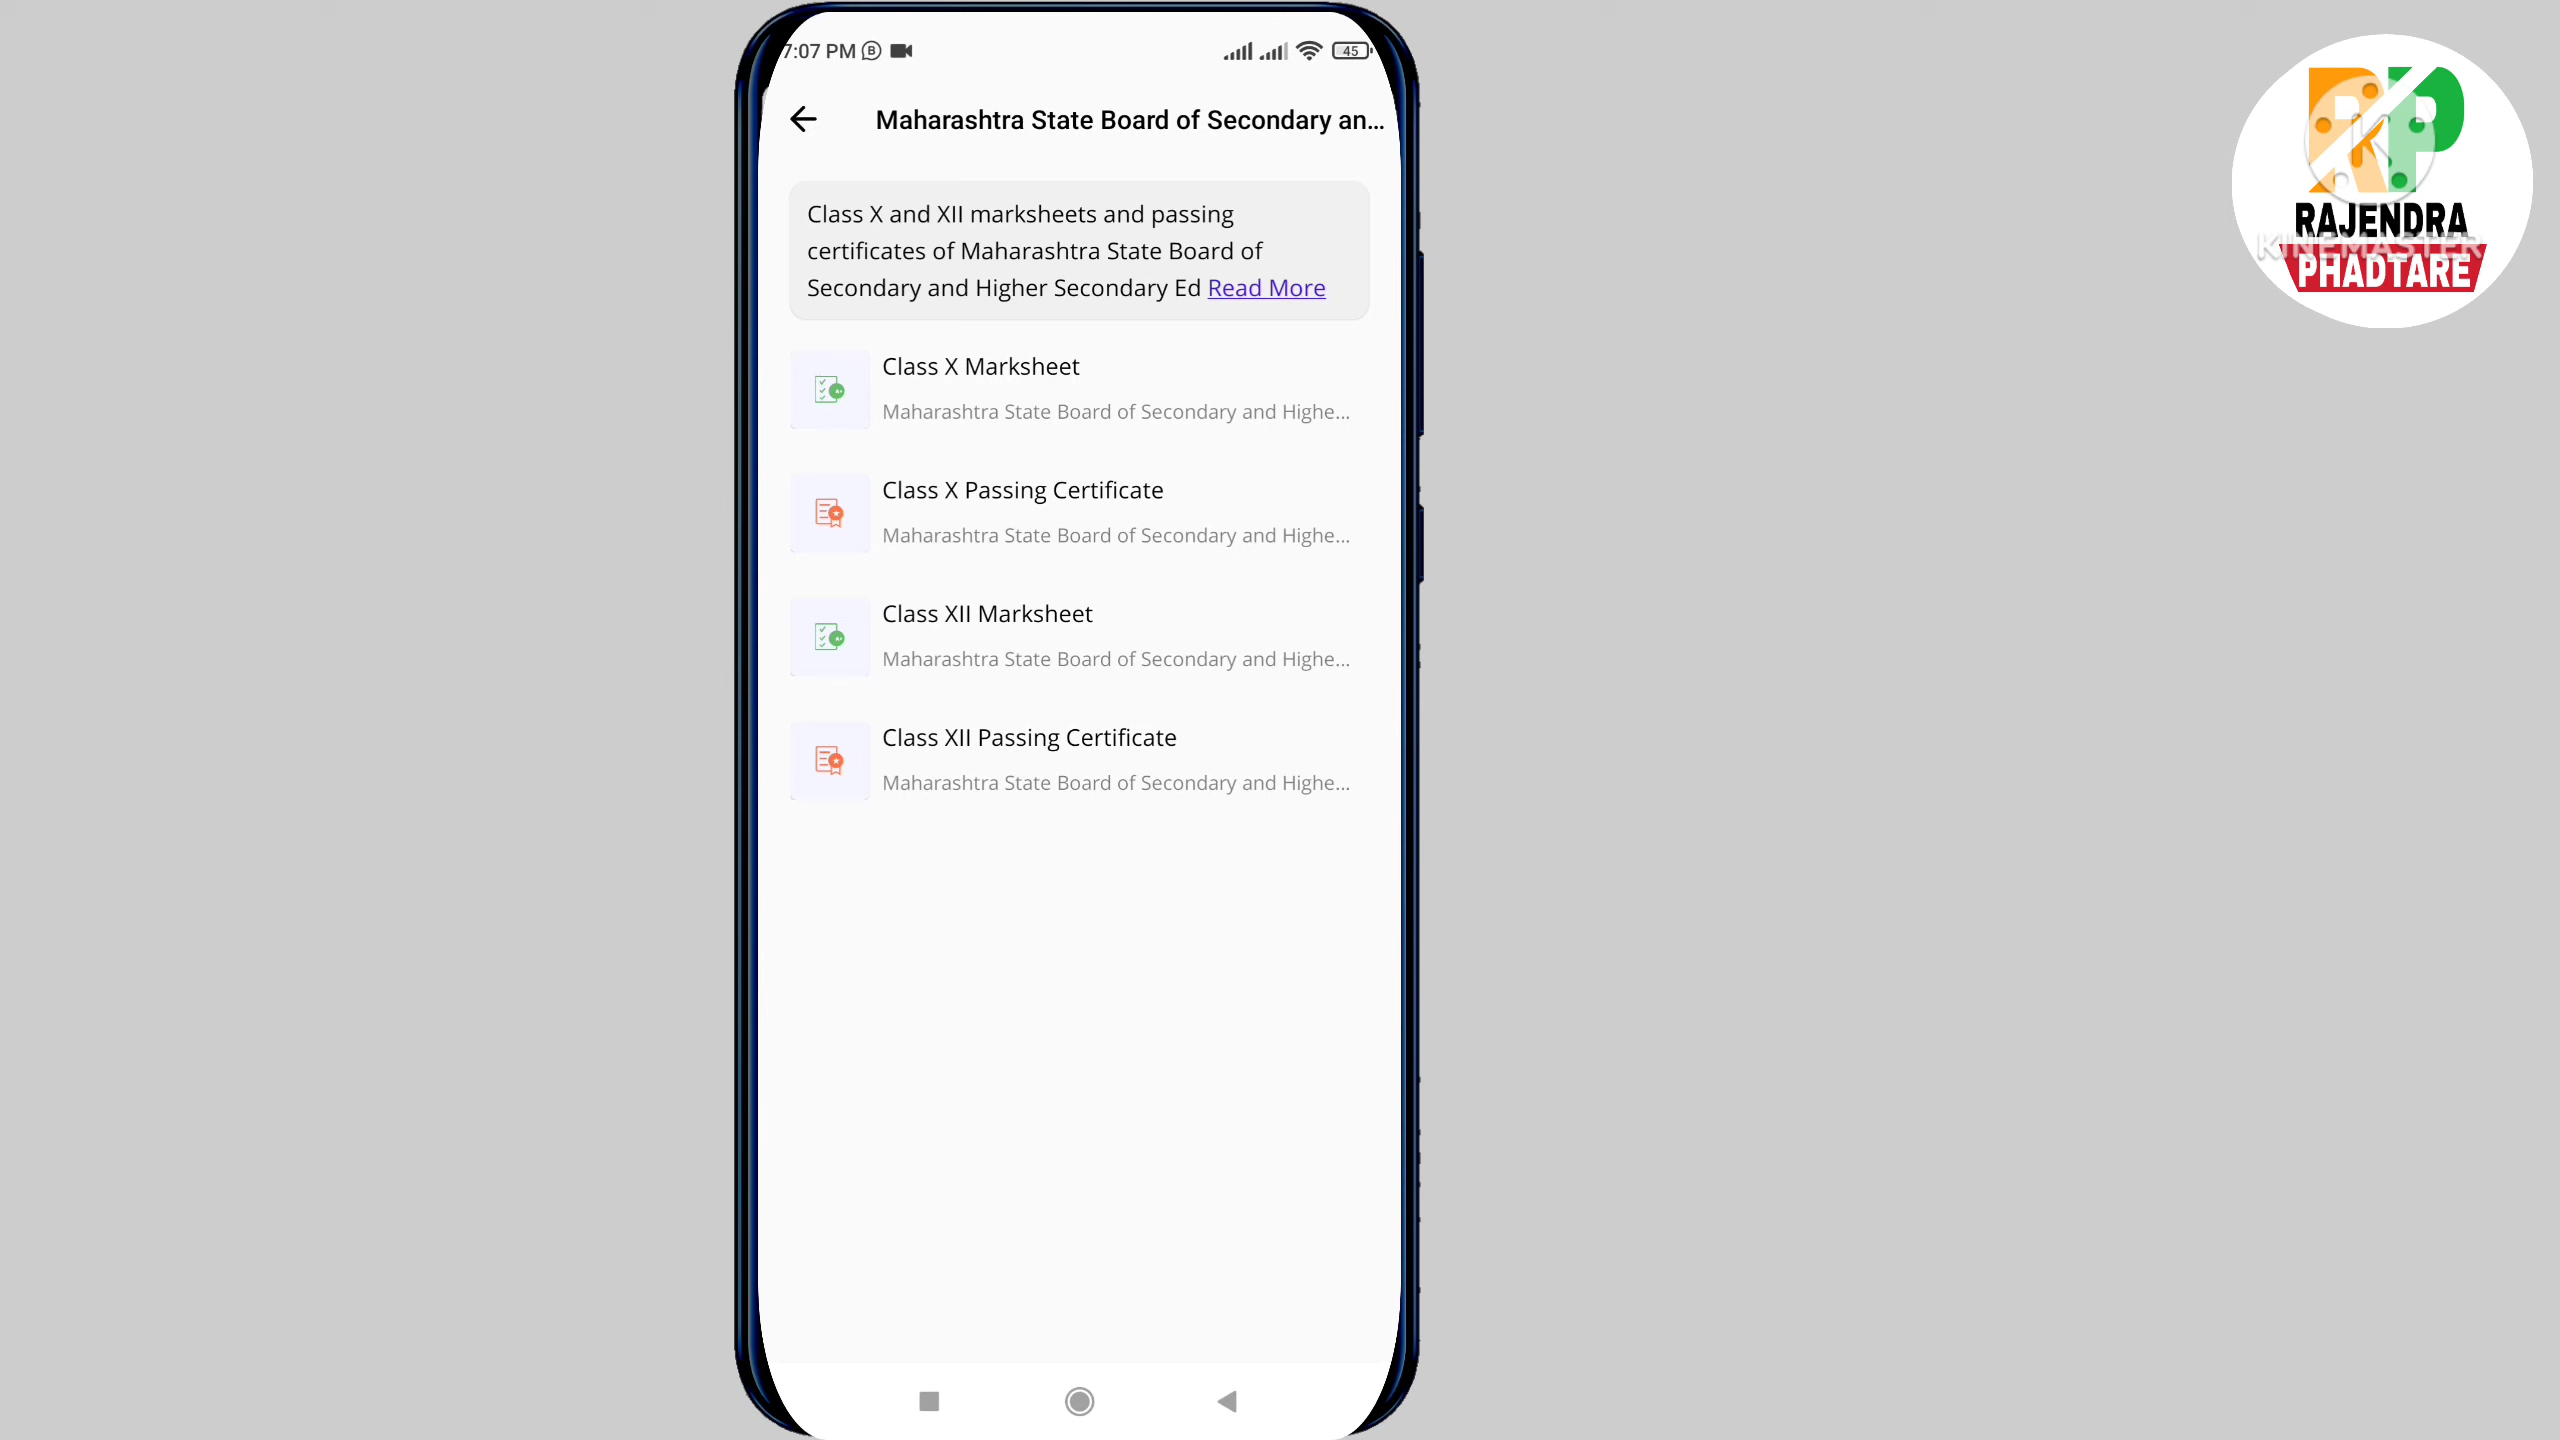 7:07 PM
45
Maharashtra State Board of Secondary an...
Class X and XII marksheets and passing
certificates of Maharashtra State Board of
Secondary and Higher Secondary Ed Read More
Class X Marksheet
Maharashtra State Board of Secondary and Highe...
Class X Passing Certificate
Maharashtra State Board of Secondary and Highe...
Class XII Marksheet
Maharashtra State Board of Secondary and Highe...
Class XII Passing Certificate
Maharashtra State Board of Secondary and Highe...
RP
RAJENDRA
KINEMASTER
PHADTARE